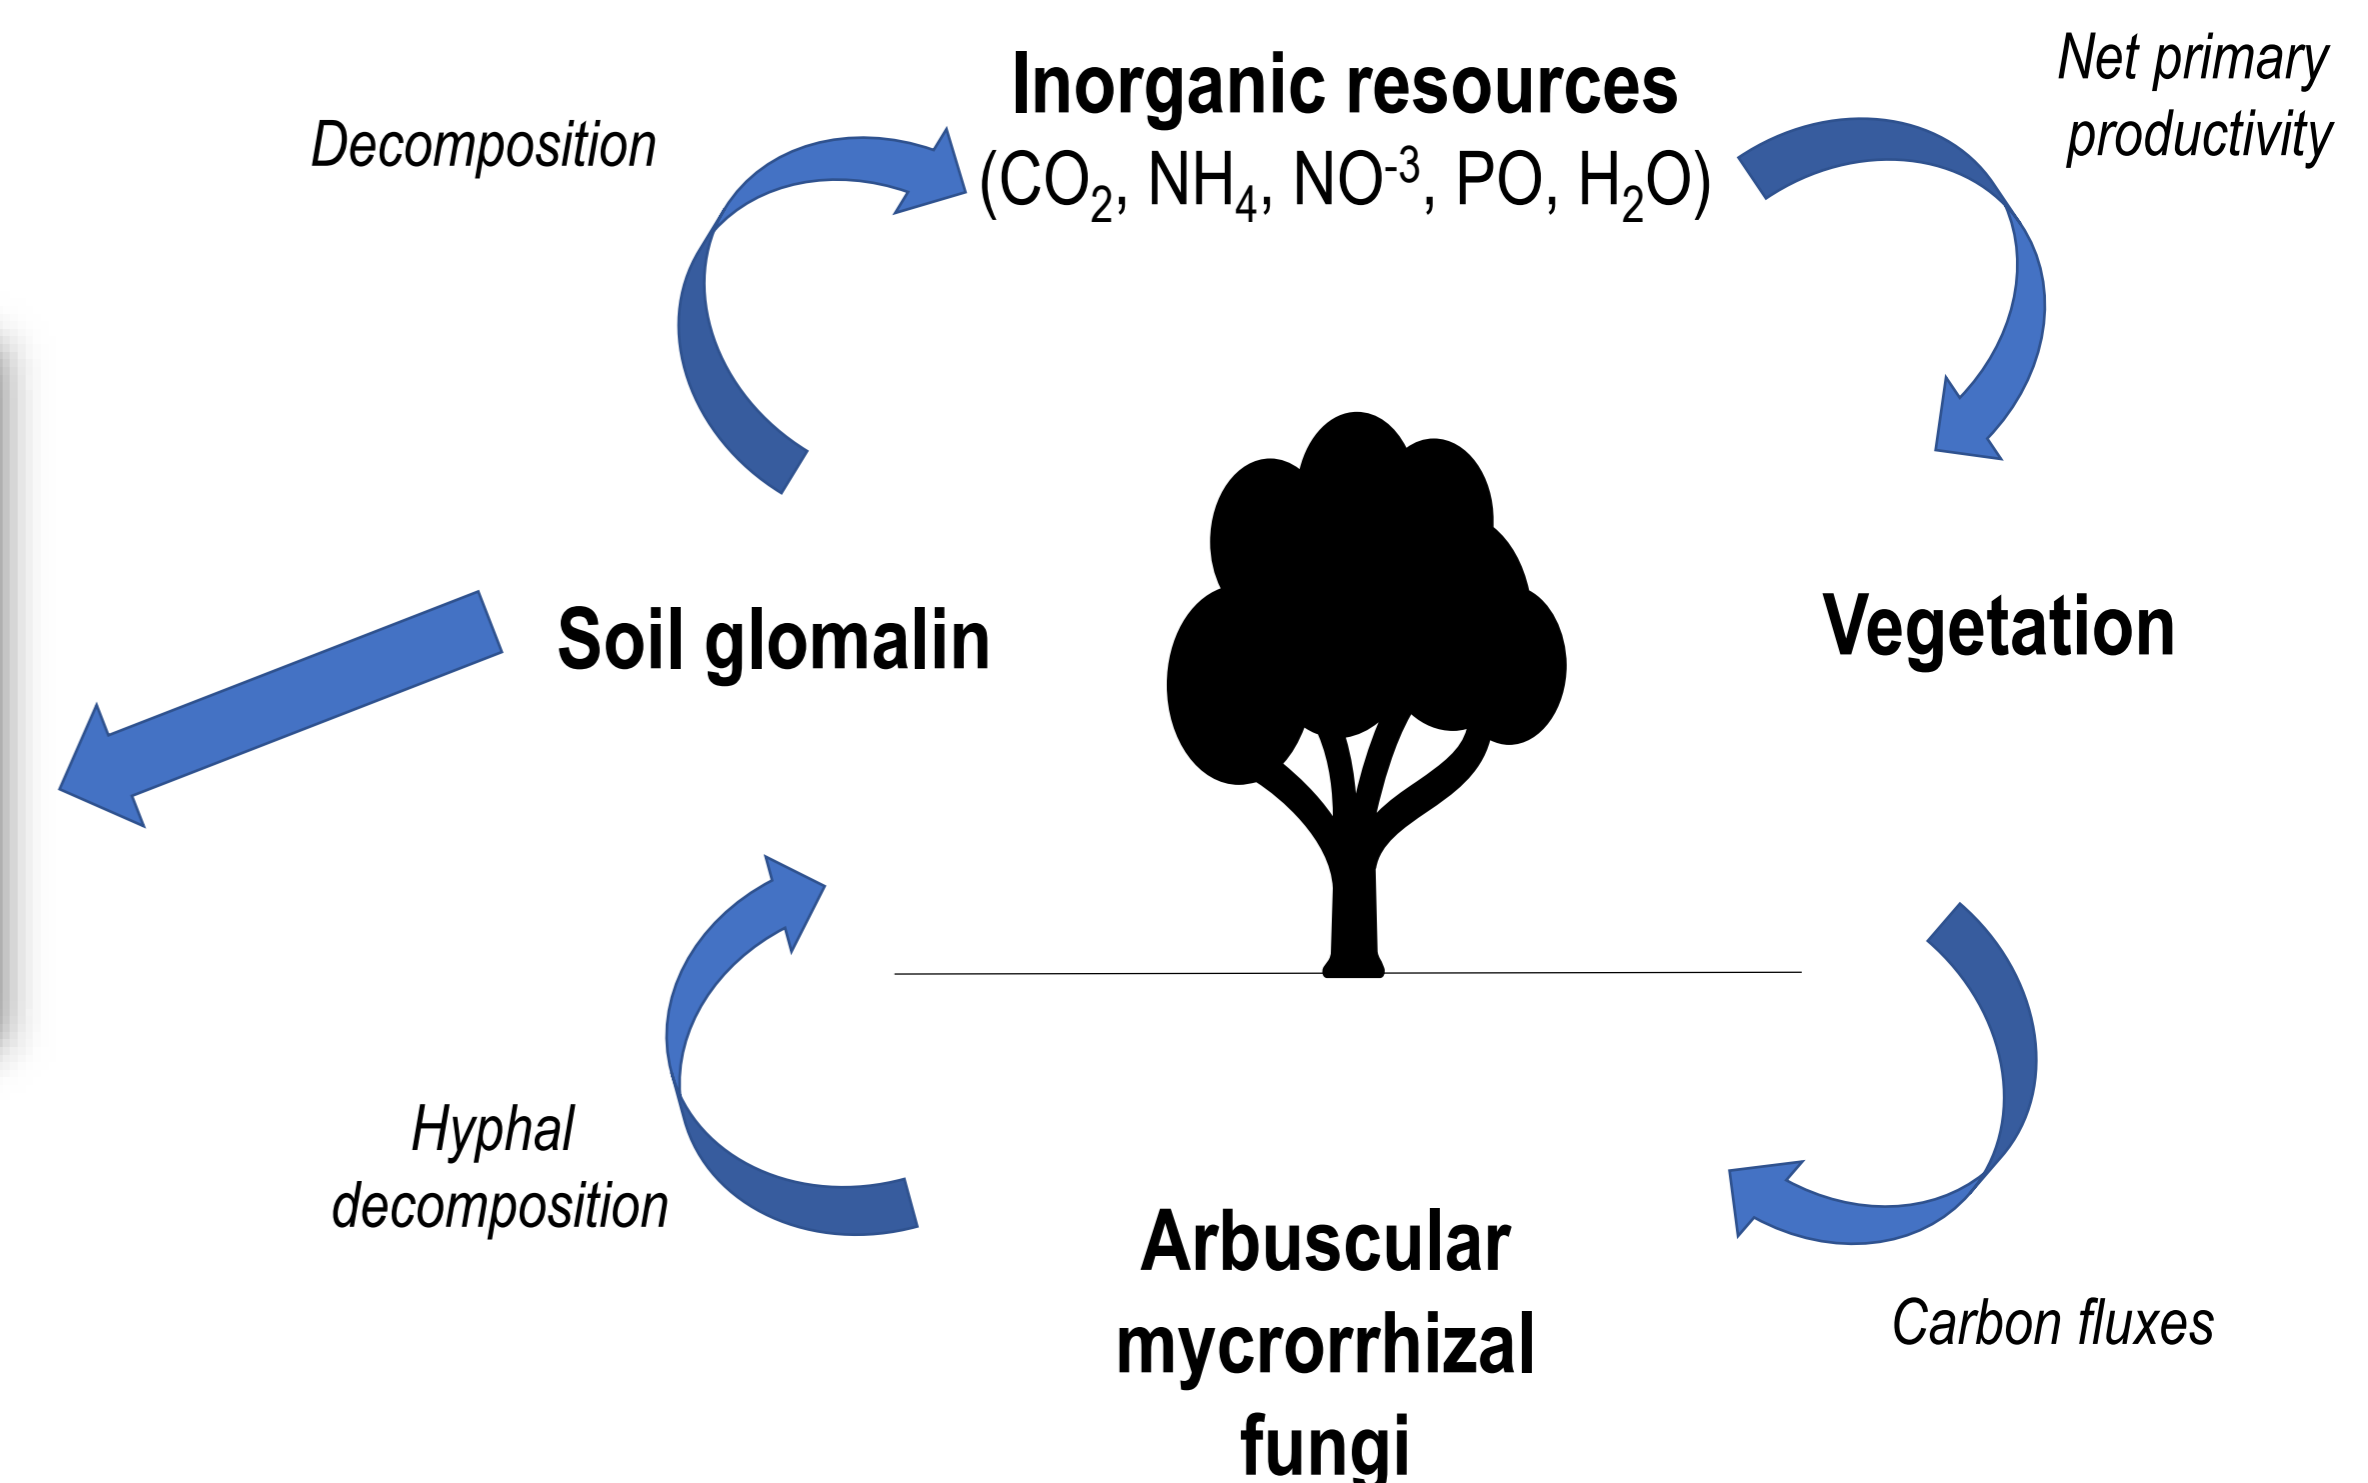 Inorganic resources
(CO₂, NH₄, NO⁻³, PO, H₂O)
Net primary
productivity
Decomposition
Soil glomalin
Vegetation
Hyphal
decomposition
Arbuscular
mycrorrhizal
fungi
Carbon fluxes